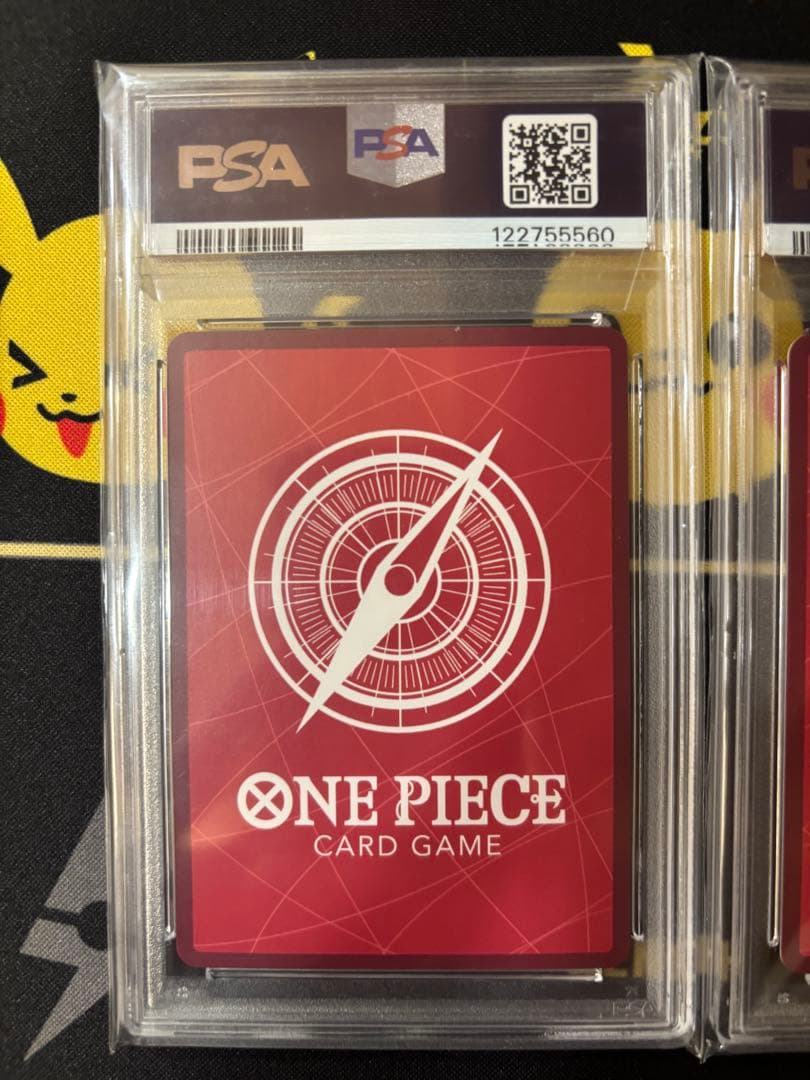 PSA
PSA
122755560
ONE PIECE
CARD GAME